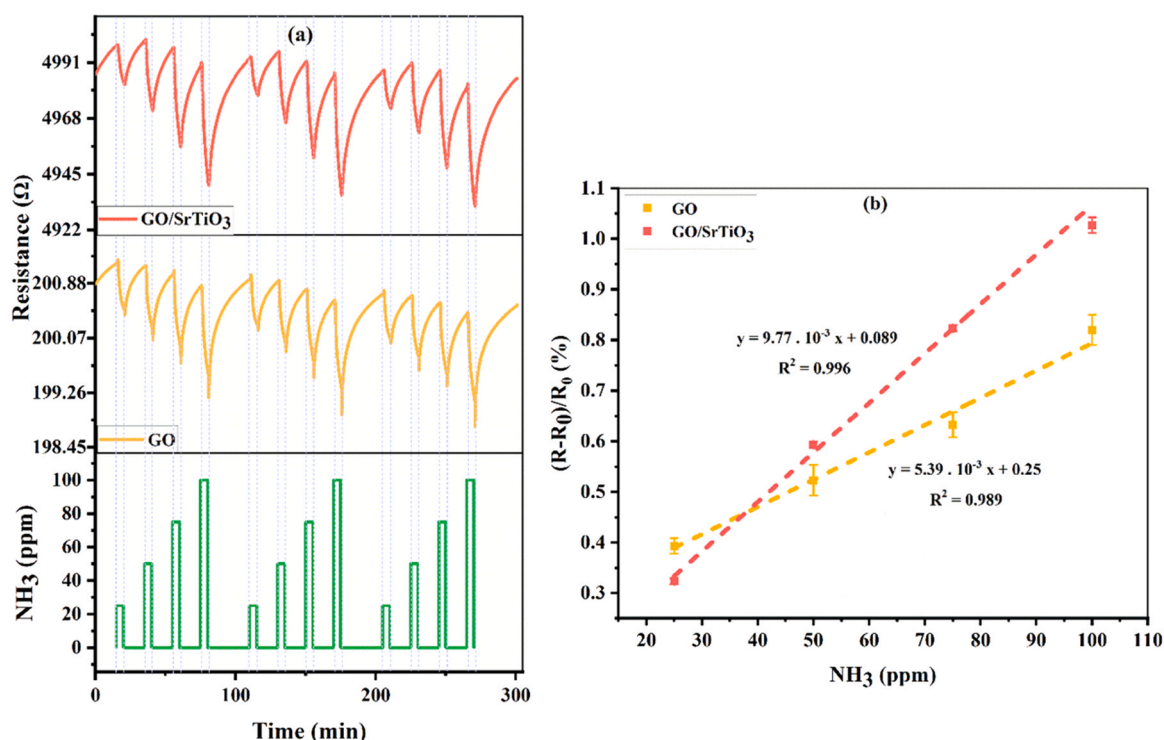 (a)
4991
4968
4945
4922
GO/SrTiO3
Resistance (Ω)
200.88
200.07
199.26
198.45
GO
100
80
60
40
20
0
NH3 (ppm)
0 100 200 300
Time (min)
(b)
GO
GO/SrTiO3
1.1
1.0
0.9
0.8
0.7
0.6
0.5
0.4
0.3
(R-R0)/R0 (%)
y = 9.77 . 10-3 x + 0.089
R2 = 0.996
y = 5.39 . 10-3 x + 0.25
R2 = 0.989
20 30 40 50 60 70 80 90 100 110
NH3 (ppm)